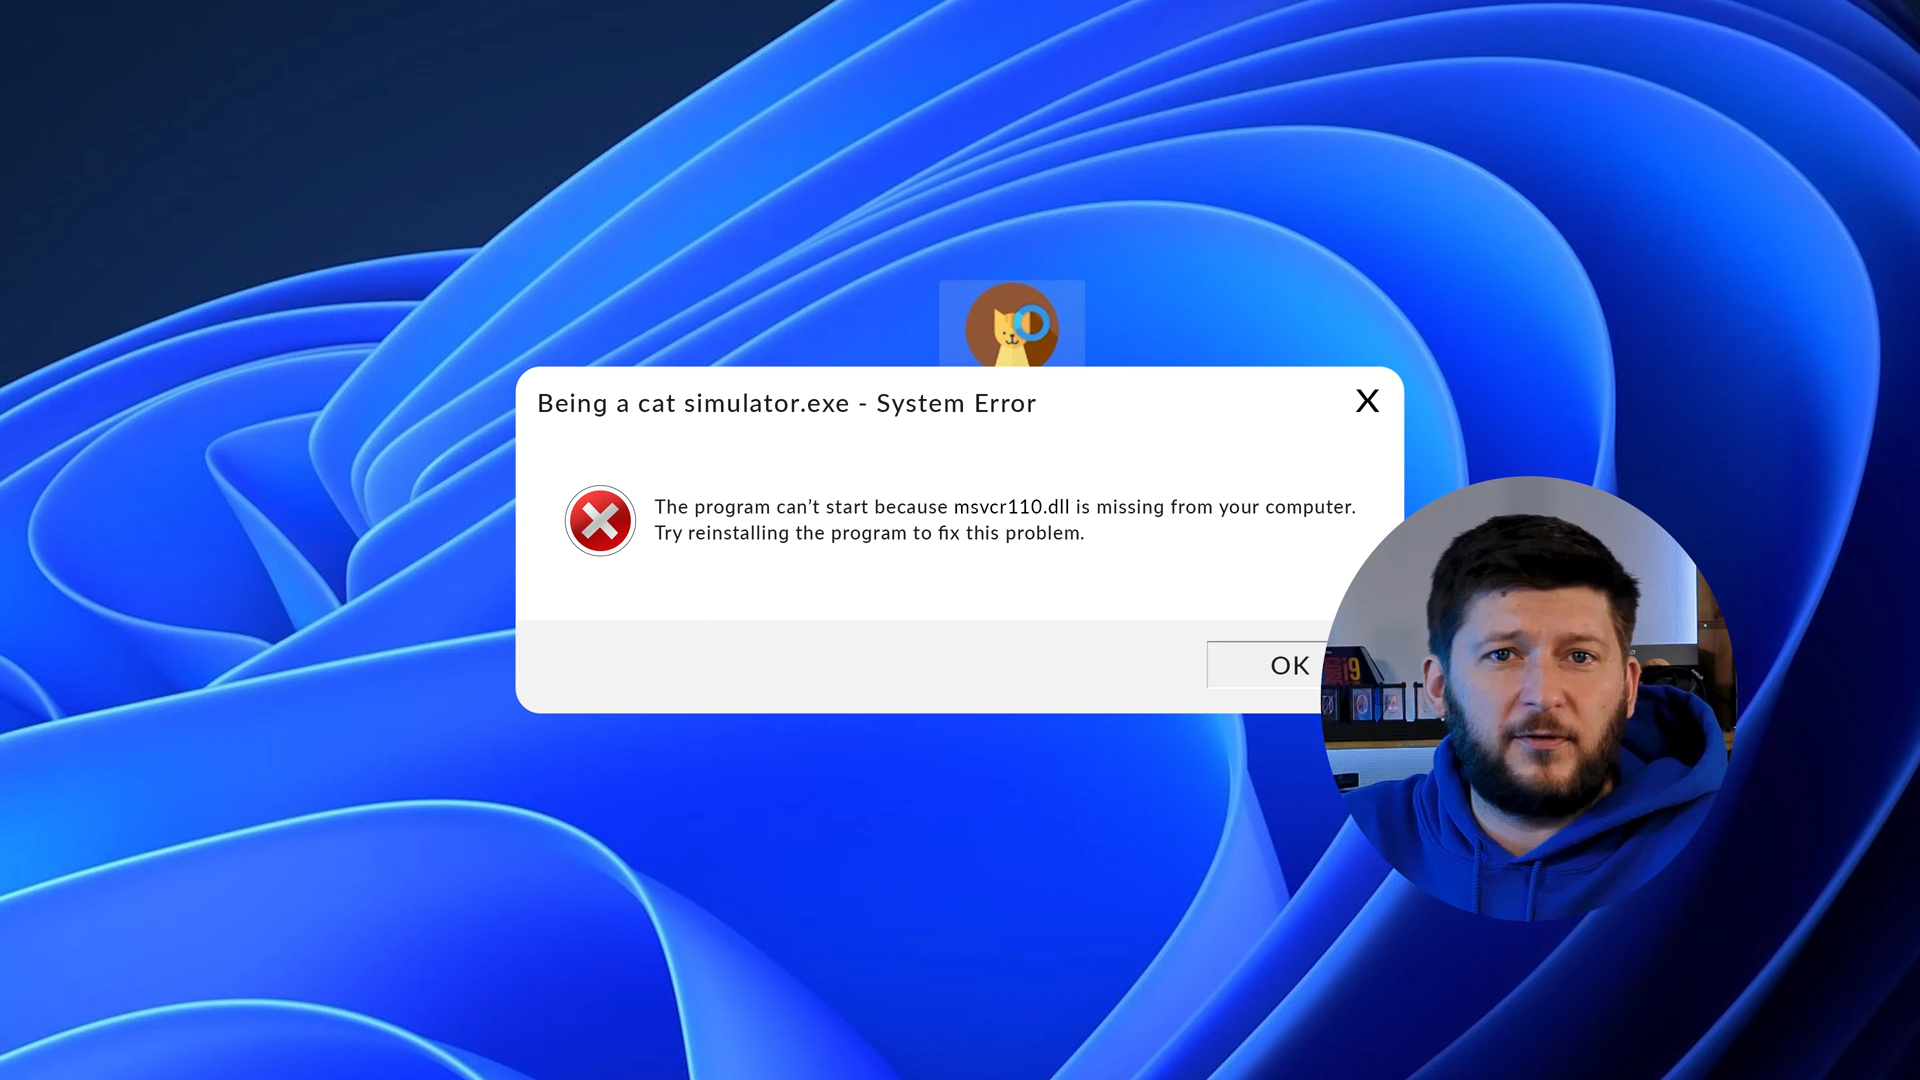 Being a cat simulator.exe - System Error
X
The program can’t start because msvcr110.dll is missing from your computer.
Try reinstalling the program to fix this problem.
OK
i9